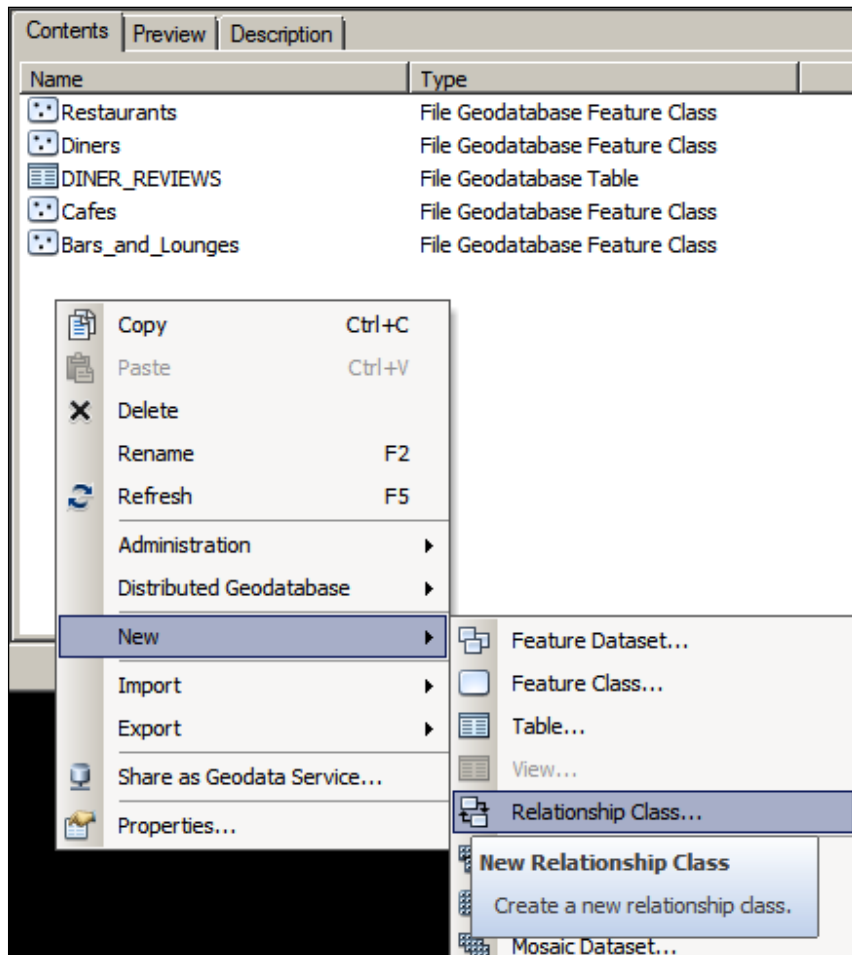 Contents Preview Description
Name Type
Restaurants File Geodatabase Feature Class
Diners File Geodatabase Feature Class
DINER_REVIEWS File Geodatabase Table
Cafes File Geodatabase Feature Class
Bars_and_Lounges File Geodatabase Feature Class
Copy Ctrl+C
Paste Ctrl+V
Delete
Rename F2
Refresh F5
Administration
Distributed Geodatabase
New
Import
Export
Share as Geodata Service...
Properties...
Feature Dataset...
Feature Class...
Table...
View...
Relationship Class...
New Relationship Class
Create a new relationship class.
Mosaic Dataset...